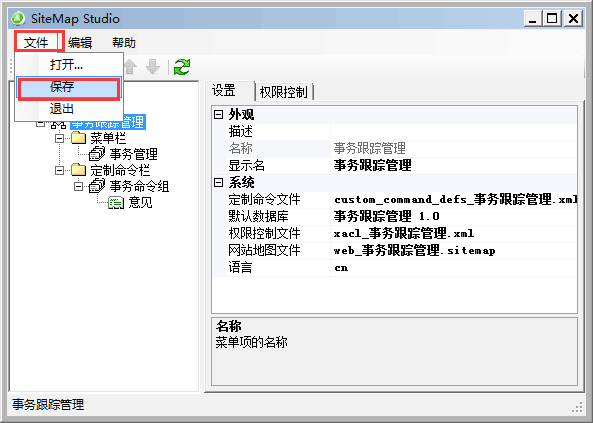 SiteMap Studio
文件 编辑 帮助
打开...
保存
退出
事务跟踪管理
菜单栏
事务管理
定制命令栏
事务命令组
意见
设置 权限控制
外观
描述
名称 事务跟踪管理
显示名 事务跟踪管理
系统
定制命令文件 custom_command_defs_事务跟踪管理.xml
默认数据库 事务跟踪管理 1.0
权限控制文件 xacl_事务跟踪管理.xml
网站地图文件 web_事务跟踪管理.sitemap
语言 cn
名称
菜单项的名称
事务跟踪管理